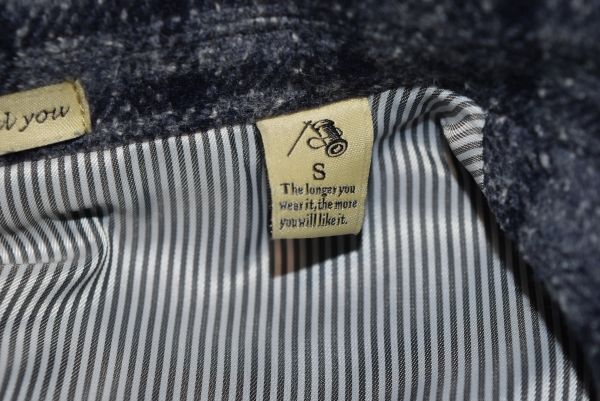 you
S
The longer you
wear it, the more
you will like it.